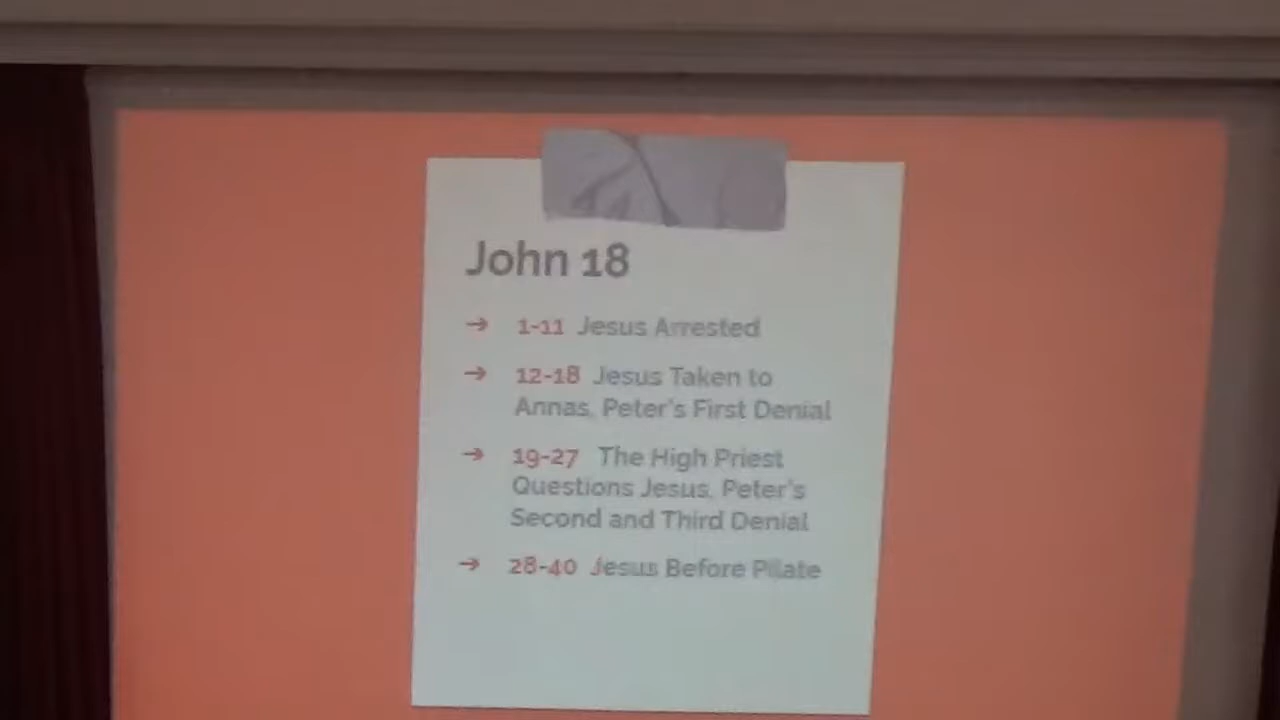 John 18
→ 1-11 Jesus Arrested
→ 12-18 Jesus Taken to
Annas, Peter's First Denial
→ 19-27 The High Priest
Questions Jesus, Peter's
Second and Third Denial
→ 28-40 Jesus Before Pilate